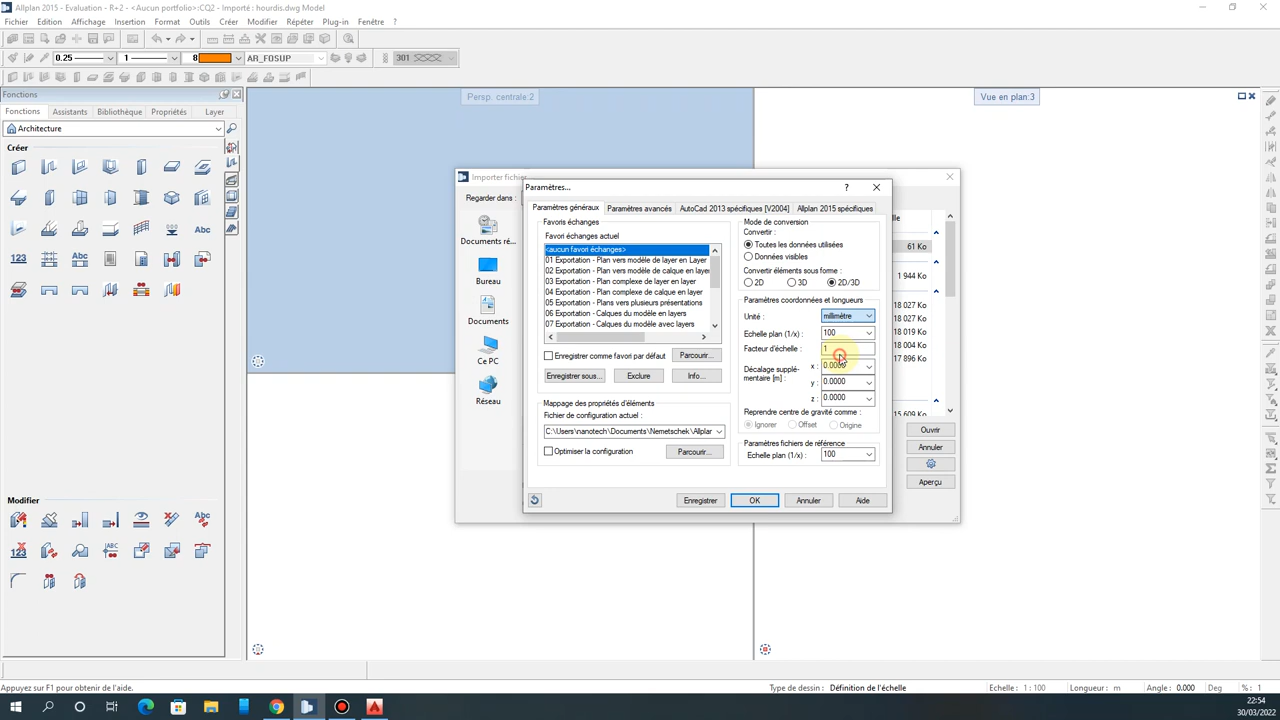 Allplan 2015 - Evaluation - R+2 - <Aucun portfolio>:CQ2 - Importé : hourdis.dwg Model
Fichier Edition Affichage Insertion Format Outils Créer Modifier Répéter Plug-in Fenêtre ?
0.25 1 8 AR_FOSUP 301
Fonctions
Persp. centrale:2
Vue en plan:3
Fonctions Assistants Bibliothèque Propriétés Layer
Architecture
Créer
Modifier
Importer fichier
Regarder dans :
Documents ré...
Bureau
Documents
Ce PC
Réseau
Paramètres...
Paramètres généraux Paramètres avancés AutoCad 2013 spécifiques [V2004] Allplan 2015 spécifiques
Favoris échanges
Favori échanges actuel
<aucun favori échanges>
01 Exportation - Plan vers modèle de layer en Layer
02 Exportation - Plan vers modèle de calque en layer
03 Exportation - Plan complexe de layer en layer
04 Exportation - Plan complexe de calque en layer
05 Exportation - Plans vers plusieurs présentations
06 Exportation - Calques du modèle en layers
07 Exportation - Calques du modèle avec layers
Enregistrer comme favori par défaut Parcourir...
Enregistrer sous... Exclure Info...
Mappage des propriétés d'éléments
Fichier de configuration actuel :
C:\Users\nanotech\Documents\Nemetschek\Allplar
Optimiser la configuration Parcourir...
Mode de conversion
Convertir :
Toutes les données utilisées
Données visibles
Convertir éléments sous forme :
2D 3D 2D/3D
Paramètres coordonnées et longueurs
Unité : millimètre
Echelle plan (1/x) : 100
Facteur d'échelle : 1
Décalage supplé-
mentaire [m] :
x : 0.0000
y : 0.0000
z : 0.0000
Reprendre centre de gravité comme :
Ignorer Offset Origine
Paramètres fichiers de référence
Echelle plan (1/x) : 100
Enregistrer OK Annuler Aide
61 Ko
1 944 Ko
18 027 Ko
18 027 Ko
18 019 Ko
18 004 Ko
17 896 Ko
15 609 Ko
Ouvrir
Annuler
Aperçu
Appuyez sur F1 pour obtenir de l'aide.
Type de dessin : Définition de l'échelle Echelle : 1 : 100 Longueur : m Angle : 0.000 Deg % : 1
22:54
30/03/2022